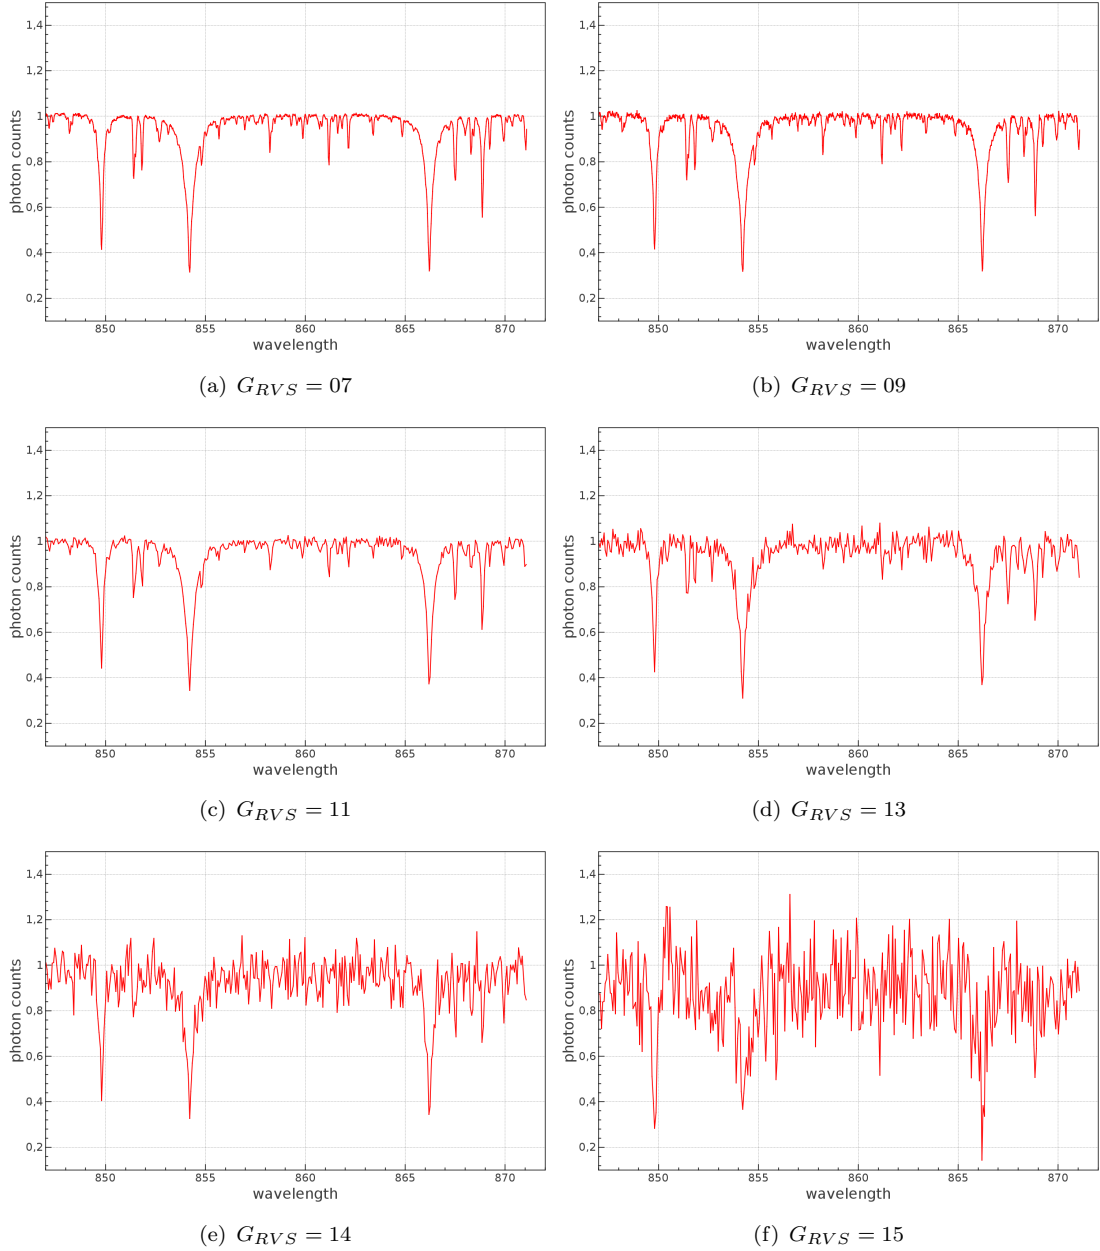 1,4
1,2
1
0,8
0,6
0,4
0,2
photon counts
850 855 860 865 870
wavelength
(a) G_{RVS} = 07
1,4
1,2
1
0,8
0,6
0,4
0,2
photon counts
850 855 860 865 870
wavelength
(b) G_{RVS} = 09
1,4
1,2
1
0,8
0,6
0,4
0,2
photon counts
850 855 860 865 870
wavelength
(c) G_{RVS} = 11
1,4
1,2
1
0,8
0,6
0,4
0,2
photon counts
850 855 860 865 870
wavelength
(d) G_{RVS} = 13
1,4
1,2
1
0,8
0,6
0,4
0,2
photon counts
850 855 860 865 870
wavelength
(e) G_{RVS} = 14
1,4
1,2
1
0,8
0,6
0,4
0,2
photon counts
850 855 860 865 870
wavelength
(f) G_{RVS} = 15